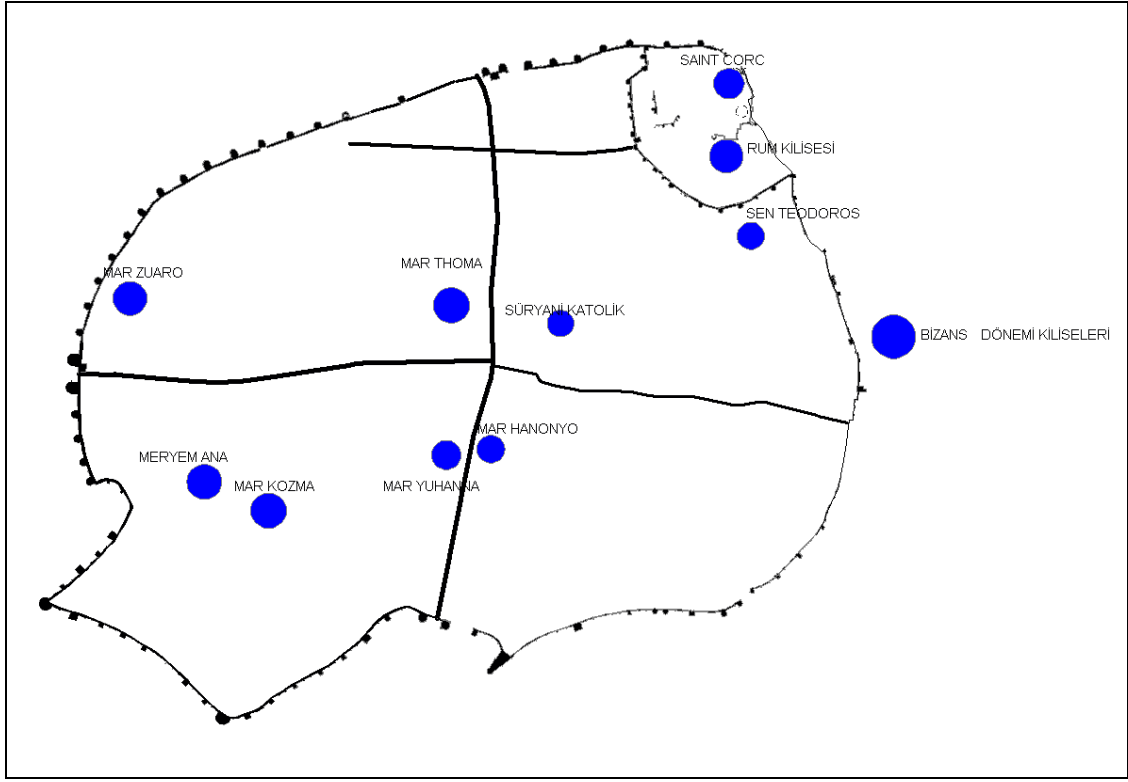 SAINT CORC
RUM KİLİSESİ
SEN TEODOROS
MAR ZUARO
MAR THOMA
SÜRYANİ KATOLİK
BİZANS DÖNEMİ KİLİSELERİ
MAR HANONYO
MERYEM ANA
MAR KOZMA
MAR YUHANNA